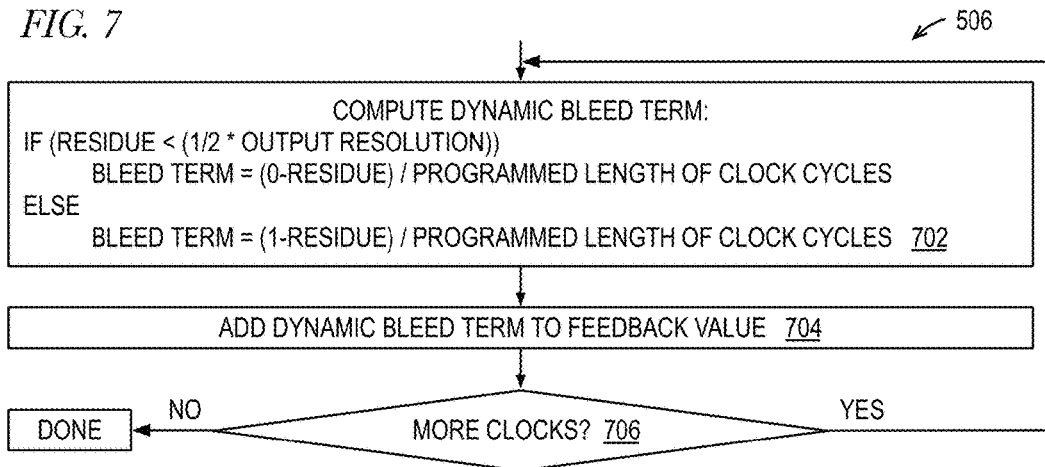 FIG. 7
506
COMPUTE DYNAMIC BLEED TERM:
IF (RESIDUE < (1/2 * OUTPUT RESOLUTION))
BLEED TERM = (0-RESIDUE) / PROGRAMMED LENGTH OF CLOCK CYCLES
ELSE
BLEED TERM = (1-RESIDUE) / PROGRAMMED LENGTH OF CLOCK CYCLES 702
ADD DYNAMIC BLEED TERM TO FEEDBACK VALUE 704
NO
YES
DONE
MORE CLOCKS? 706